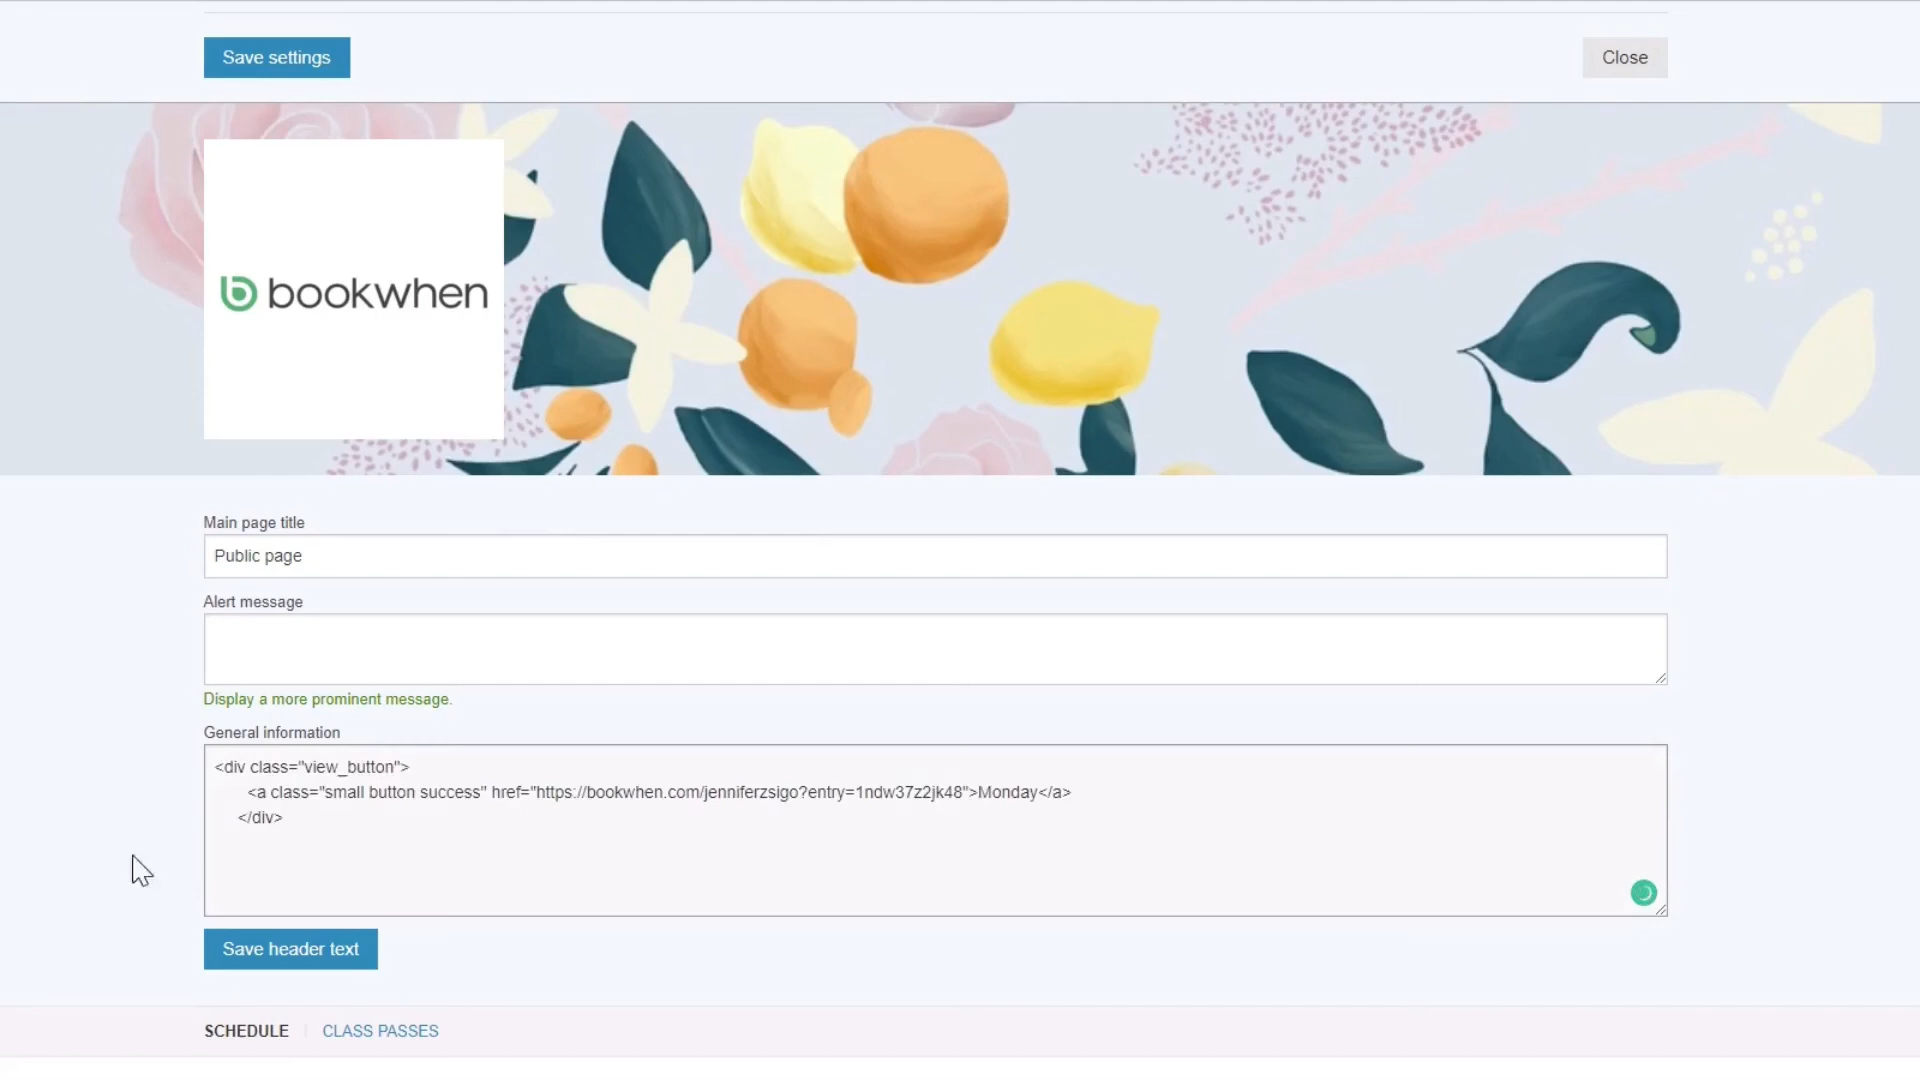 Save settings
Close
bookwhen
Main page title
Public page
Alert message
Display a more prominent message.
General information
<div class="view_button">
<a class="small button success" href="https://bookwhen.com/jenniferzsigo?entry=1ndw37z2jk48">Monday</a>
</div>
Save header text
SCHEDULE
CLASS PASSES